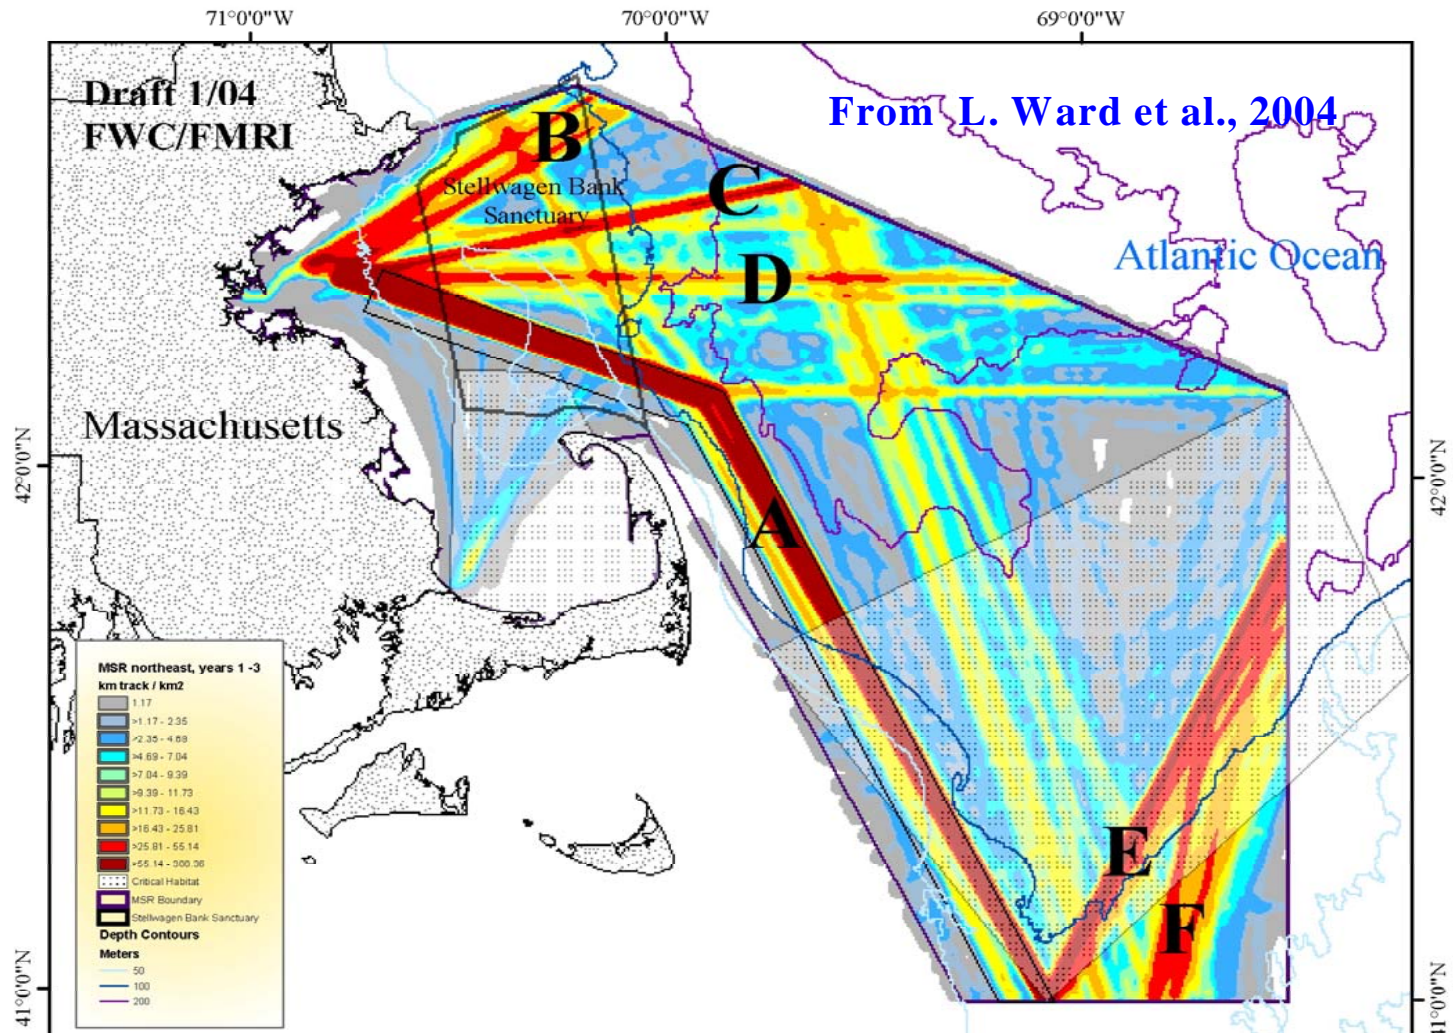 71°0'0"W
70°0'0"W
69°0'0"W
Draft 1/04
FWC/FMRI
From L. Ward et al., 2004
B
C
Stellwagen Bank
Sanctuary
D
Atlantic Ocean
Massachusetts
42°0'0"N
42°0'0"N
A
E
F
MSR northeast, years 1 -3
km track / km2
1.17
>1.17 - 2.35
>2.35 - 4.69
>4.69 - 7.04
>7.04 - 9.39
>9.39 - 11.73
>11.73 - 16.43
>16.43 - 25.81
>25.81 - 55.14
>55.14 - 300.36
Critical Habitat
MSR Boundary
Stellwagen Bank Sanctuary
Depth Contours
Meters
50
100
200
41°0'0"N
1°0'0"N